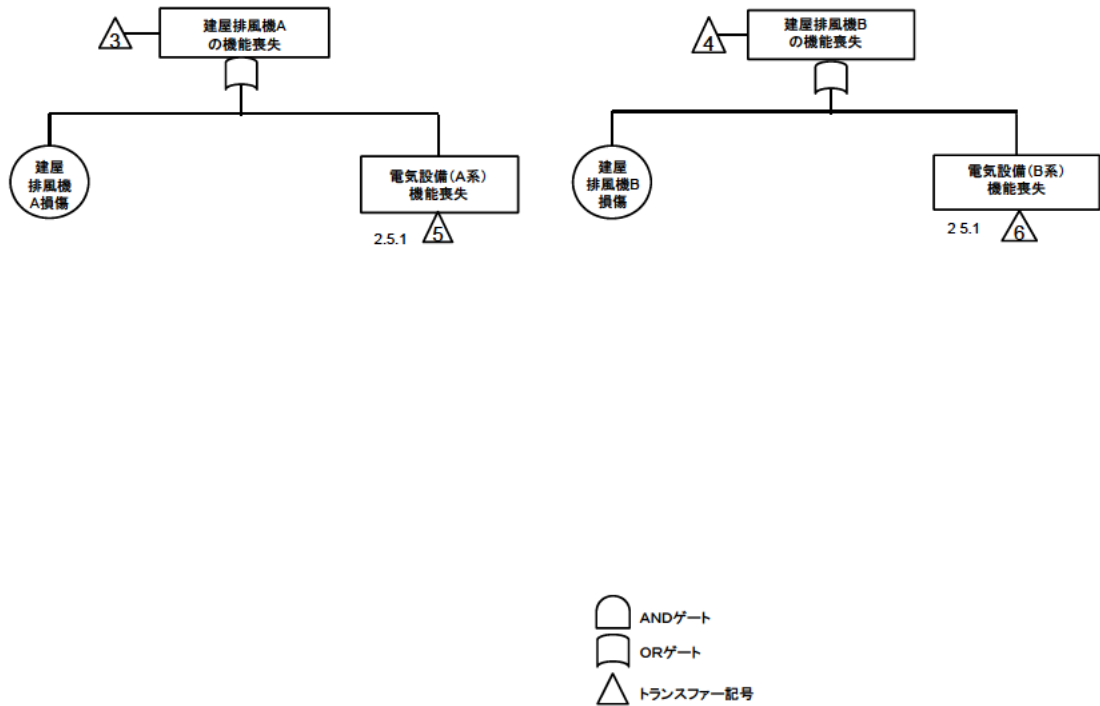 3
建屋排風機A
の機能喪失
建屋
排風機
A損傷
電気設備(A系)
機能喪失
2.5.1
5
4
建屋排風機B
の機能喪失
建屋
排風機B
損傷
電気設備(B系)
機能喪失
2 5.1
6
ANDゲート
ORゲート
トランスファー記号